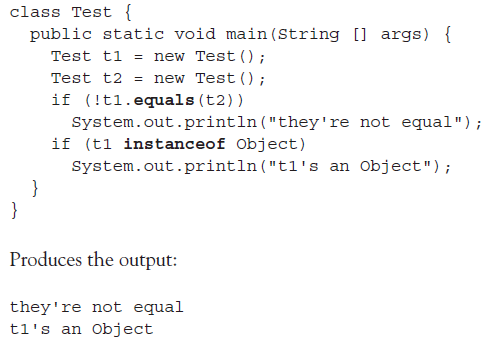 class Test {
public static void main(String [] args) {
Test t1 = new Test();
Test t2 = new Test();
if (!t1.equals(t2))
System.out.println("they're not equal");
if (t1 instanceof Object)
System.out.println("t1's an Object");
}
}
Produces the output:
they're not equal
t1's an Object